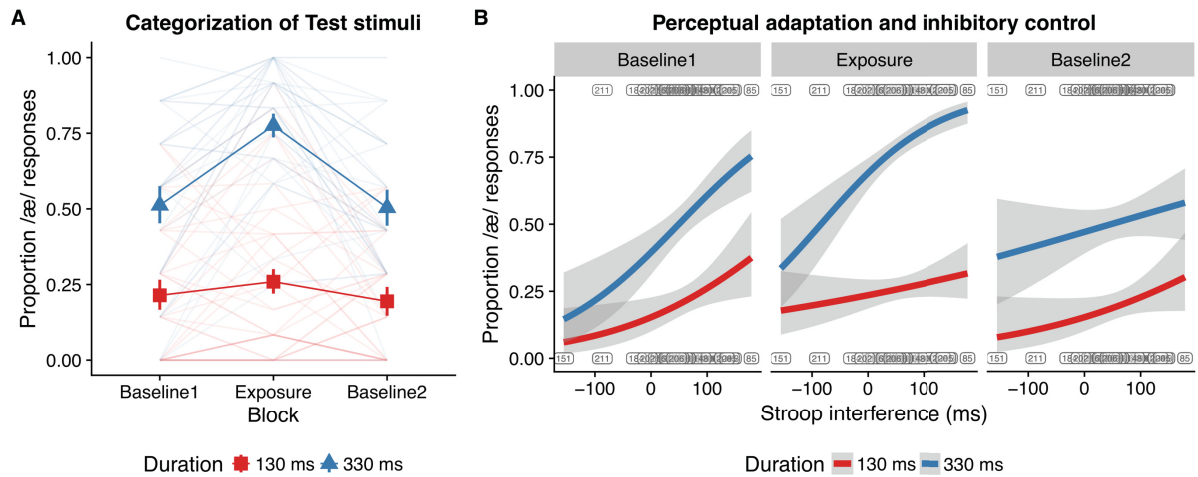 A
Categorization of Test stimuli
Proportion /æ/ responses
1.00
0.75
0.50
0.25
0.00
Baseline1 Exposure Baseline2
Block
Duration 130 ms 330 ms
B
Perceptual adaptation and inhibitory control
Baseline1 Exposure Baseline2
Proportion /æ/ responses
1.00
0.75
0.50
0.25
0.00
211 85 151 211 85 151 211 85
151 211 85 151 211 85 151 211 85
−100 0 100 −100 0 100 −100 0 100
Stroop interference (ms)
Duration 130 ms 330 ms